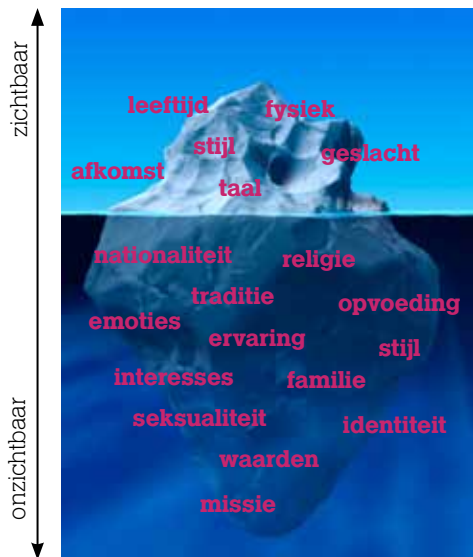 zichtbaar
leeftijd
fysiek
stijl
geslacht
afkomst
taal
nationaliteit
religie
traditie
opvoeding
emoties
ervaring
stijl
interesses
familie
seksualiteit
identiteit
waarden
missie
onzichtbaar